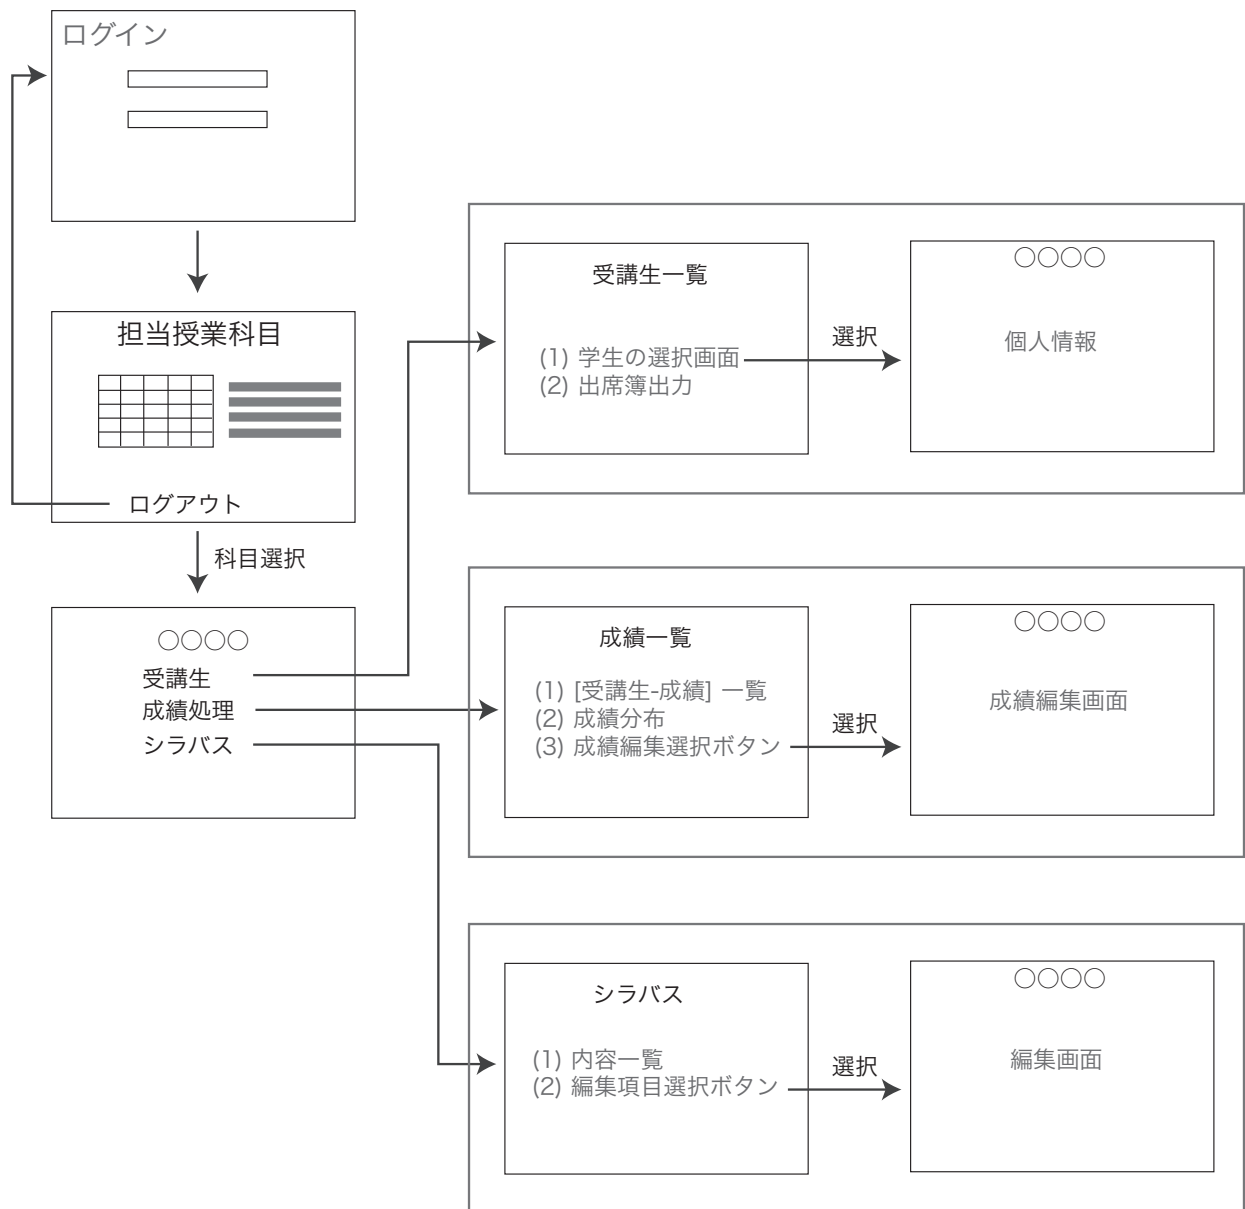 ログイン
担当授業科目
ログアウト
科目選択
○○○○
受講生
成績処理
シラバス
受講生一覧
(1) 学生の選択画面
(2) 出席簿出力
選択
○○○○
個人情報
成績一覧
(1) [受講生-成績] 一覧
(2) 成績分布
(3) 成績編集選択ボタン
選択
○○○○
成績編集画面
シラバス
(1) 内容一覧
(2) 編集項目選択ボタン
選択
○○○○
編集画面